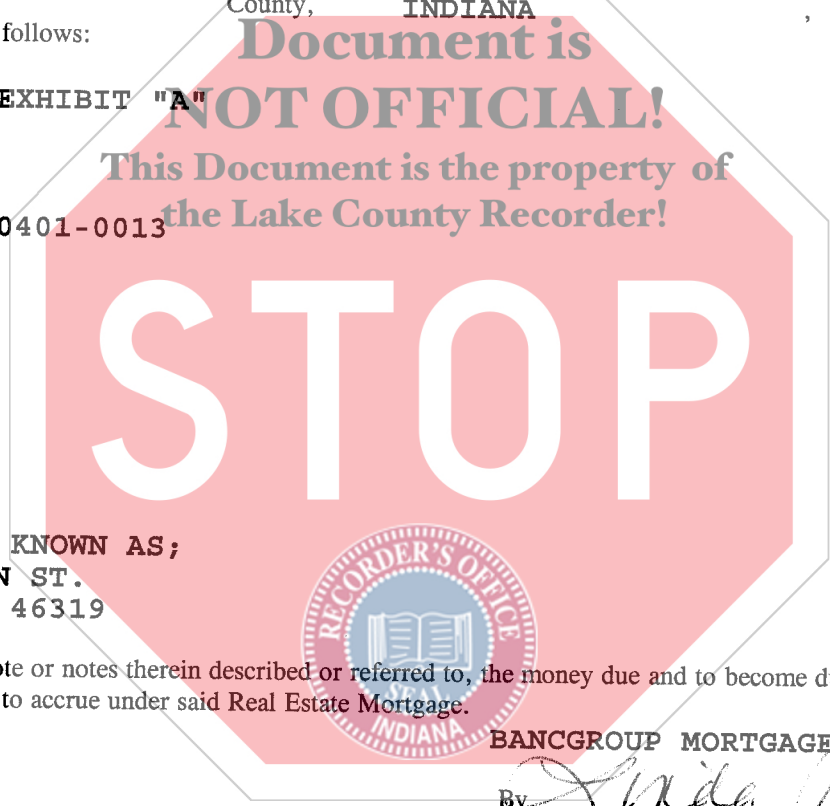 County, INDIANA ,
follows:
Document is
EXHIBIT "A"
NOT OFFICIAL!
This Document is the property of
the Lake County Recorder!
0401-0013
STOP
KNOWN AS;
N ST.
46319
RECORDER'S OFFICE
SEAL
INDIANA
ote or notes therein described or referred to, the money due and to become d
to accrue under said Real Estate Mortgage.
BANCGROUP MORTGAGE
By